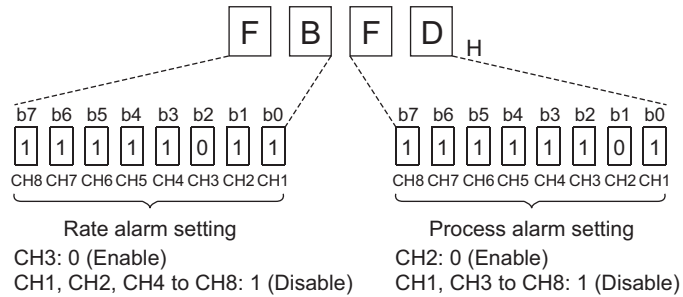 F B F D H
b7 b6 b5 b4 b3 b2 b1 b0 b7 b6 b5 b4 b3 b2 b1 b0
1 1 1 1 1 0 1 1 1 1 1 1 1 1 0 1
CH8 CH7 CH6 CH5 CH4 CH3 CH2 CH1 CH8 CH7 CH6 CH5 CH4 CH3 CH2 CH1
Rate alarm setting Process alarm setting
CH3: 0 (Enable) CH2: 0 (Enable)
CH1, CH2, CH4 to CH8: 1 (Disable) CH1, CH3 to CH8: 1 (Disable)